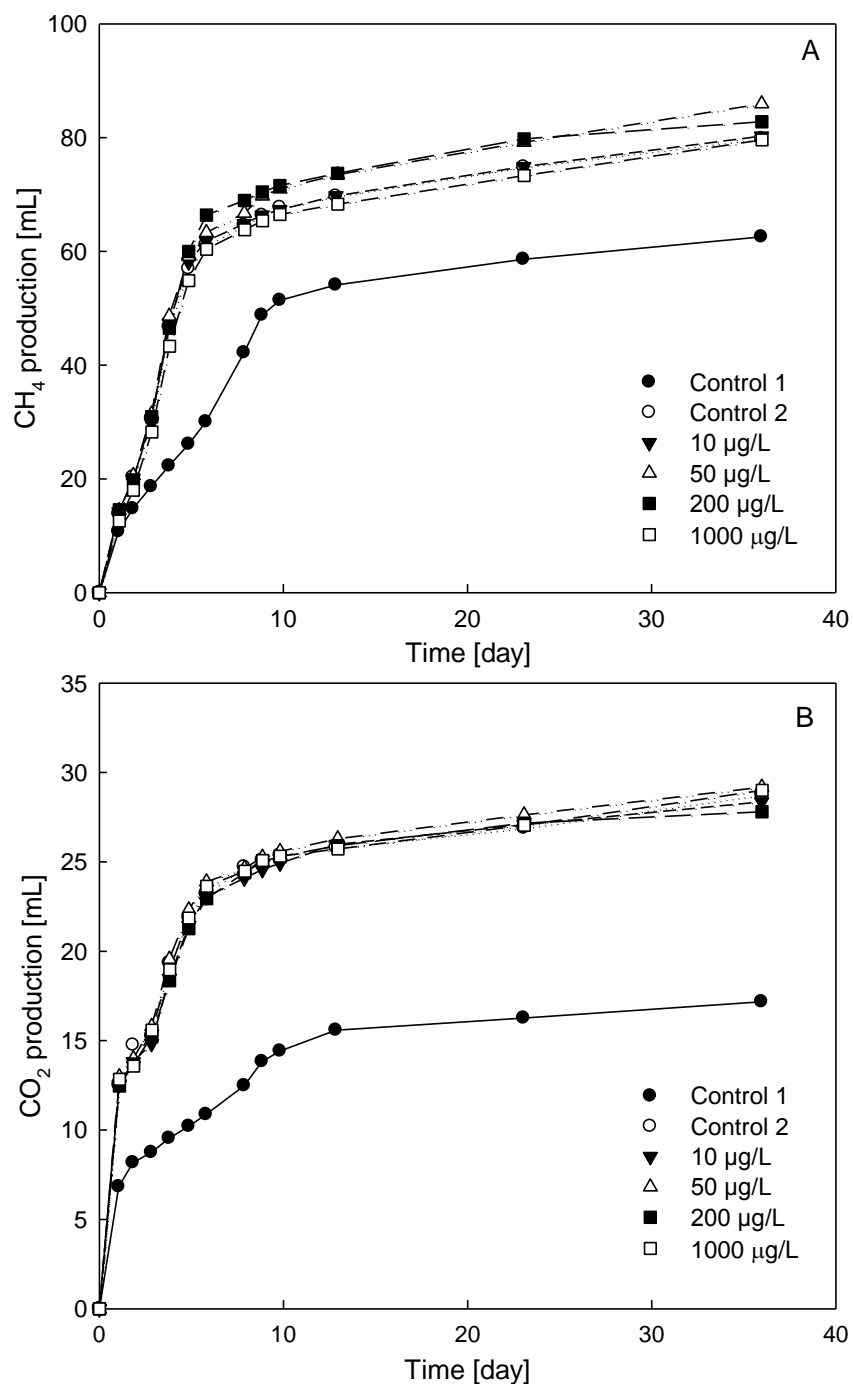 100
A
80
60
40
20
0
CH₄ production [mL]
Control 1
Control 2
10 µg/L
50 µg/L
200 µg/L
1000 µg/L
0 10 20 30 40
Time [day]
35
B
30
25
20
15
10
5
0
CO₂ production [mL]
Control 1
Control 2
10 µg/L
50 µg/L
200 µg/L
1000 µg/L
0 10 20 30 40
Time [day]